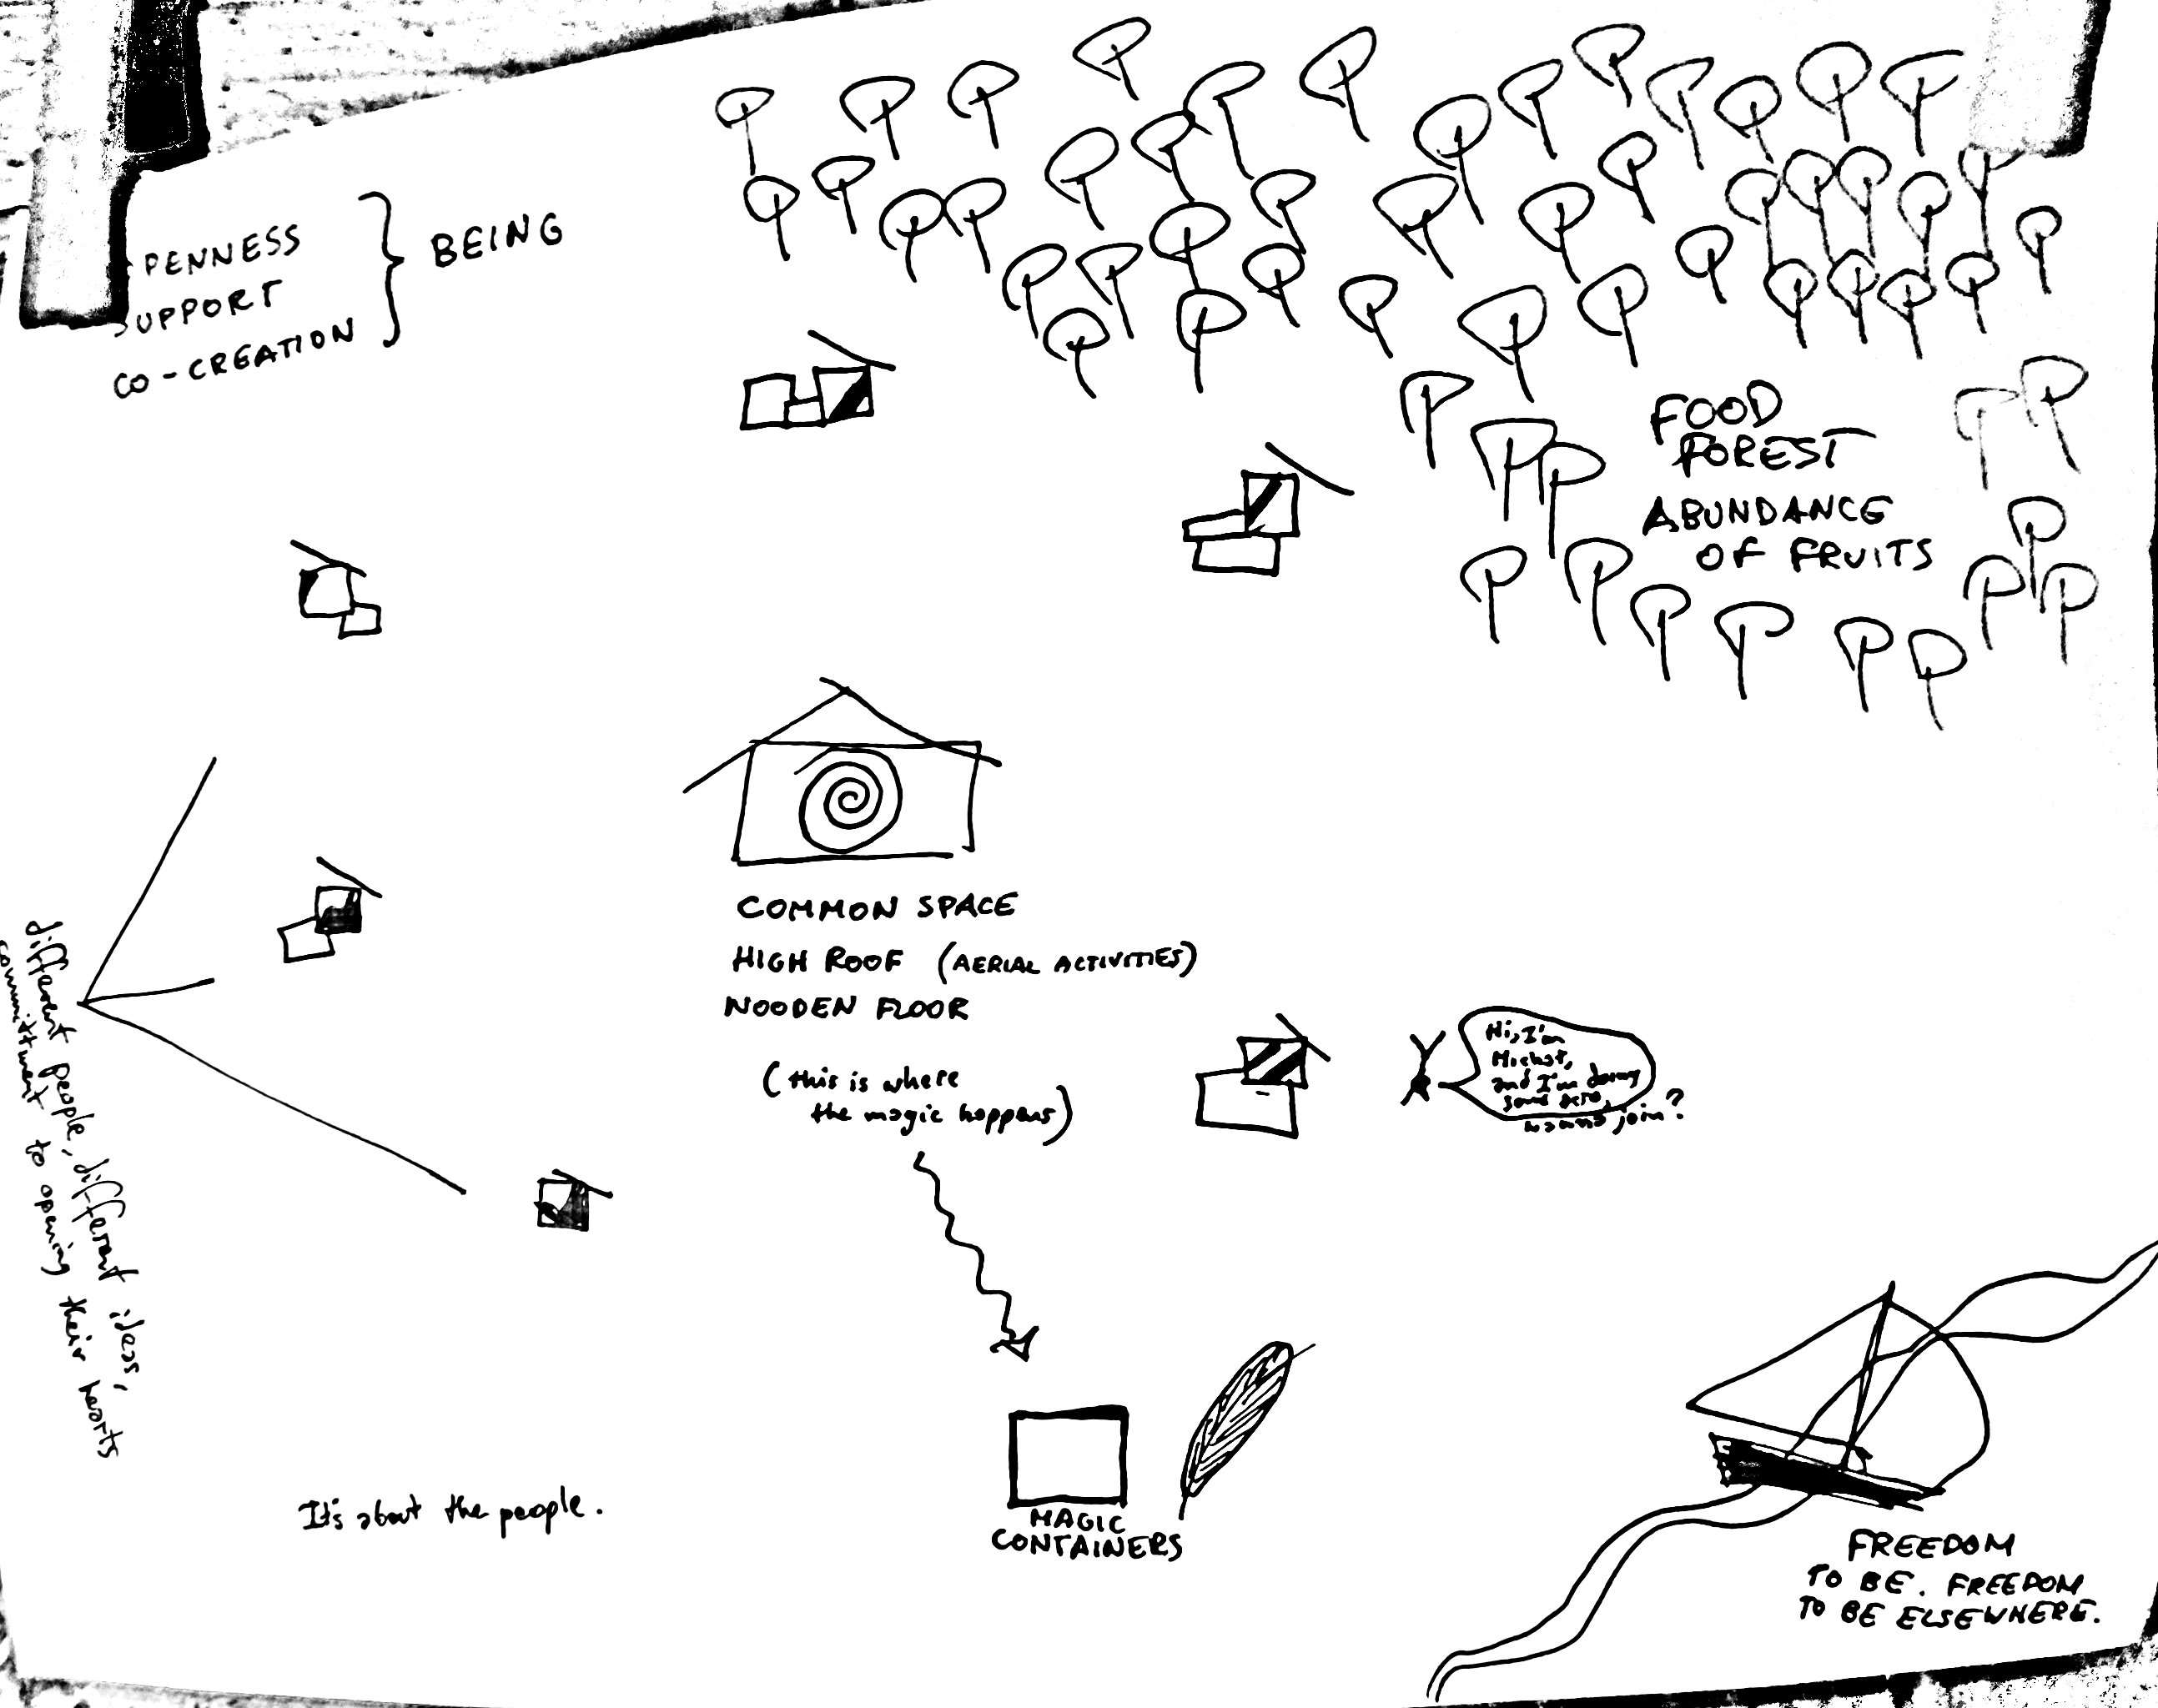 PENNESS
SUPPORT
CO-CREATION
BEING
FOOD
FOREST
ABUNDANCE
OF FRUITS
COMMON SPACE
HIGH ROOF (AERIAL ACTIVITIES)
WOODEN FLOOR
(this is where
the magic happens)
Hi, I'm
and I'm doing
some acro,
wanna join?
different people, different ideas,
commitment to opening their hearts
It's about the people.
MAGIC
CONTAINERS
FREEDOM
TO BE. FREEDOM
TO BE ELSEWHERE.